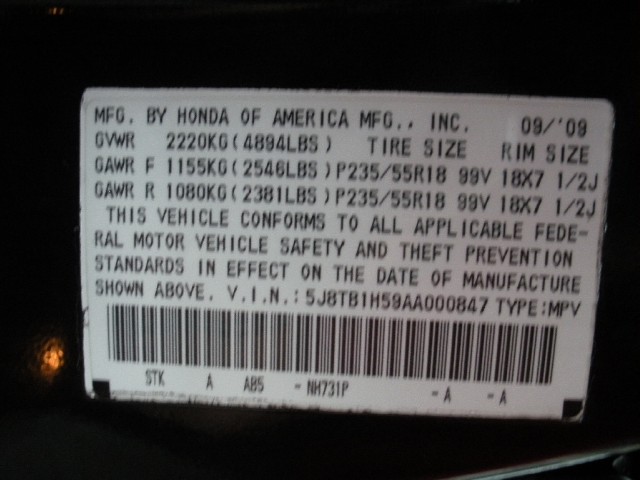 MFG. BY HONDA OF AMERICA MFG., INC. 09/'09
GVWR 2220KG(4894LBS) TIRE SIZE RIM SIZE
GAWR F 1155KG(2546LBS)P235/55R18 99V 18X7 1/2J
GAWR R 1080KG(2381LBS)P235/55R18 99V 18X7 1/2J
THIS VEHICLE CONFORMS TO ALL APPLICABLE FEDE-
RAL MOTOR VEHICLE SAFETY AND THEFT PREVENTION
STANDARDS IN EFFECT ON THE DATE OF MANUFACTURE
SHOWN ABOVE. V.I.N.:5J8TB1H59AA000847 TYPE:MPV
STK A AB5 -NH731P -A -A